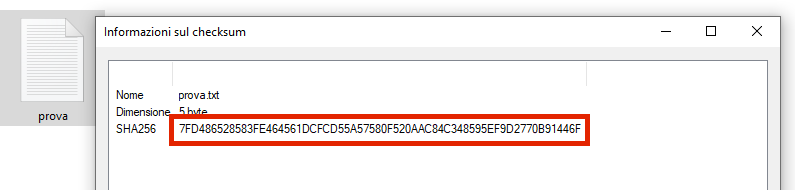 Informazioni sul checksum
prova
Nome prova.txt
Dimensione 5 byte
SHA256 7FD486528583FE464561DCFCD55A57580F520AAC84C348595EF9D2770B91446F